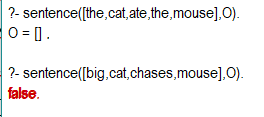 ?- sentence([the,cat,ate,the,mouse],O).
O = [] .
?- sentence([big,cat,chases,mouse],O).
false.